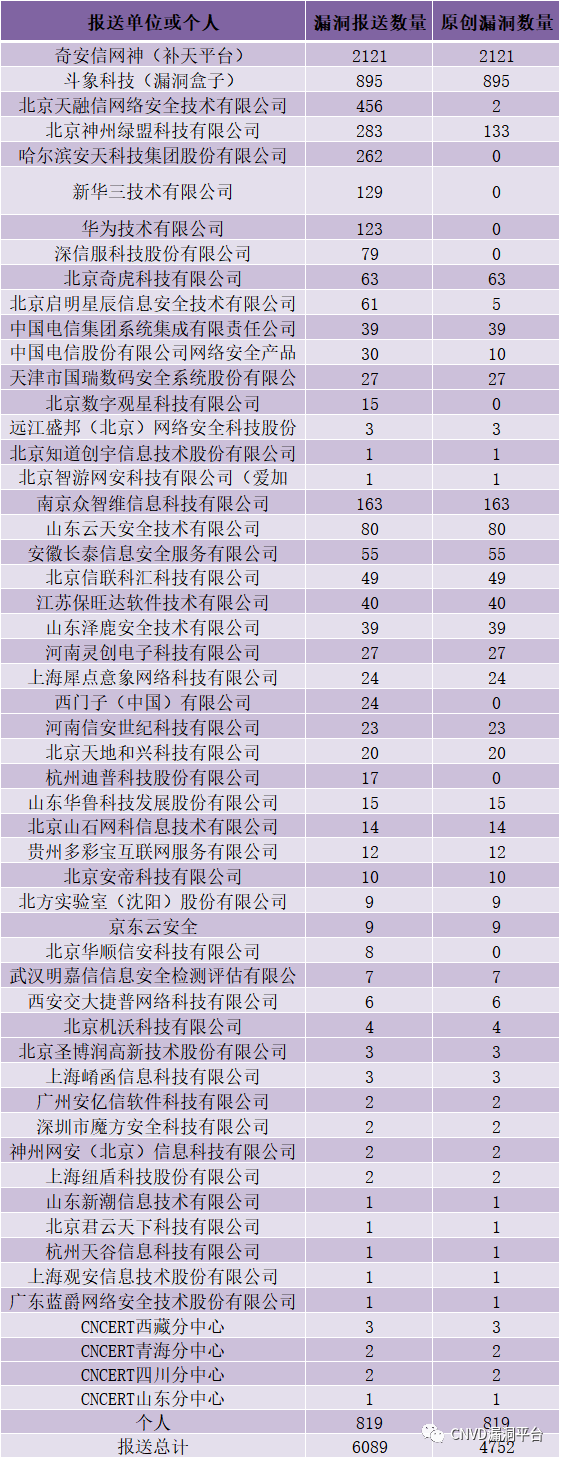 报送单位或个人 漏洞报送数量 原创漏洞数量
奇安信网神（补天平台） 2121 2121
斗象科技（漏洞盒子） 895 895
北京天融信网络安全技术有限公司 456 2
北京神州绿盟科技有限公司 283 133
哈尔滨安天科技集团股份有限公司 262 0
新华三技术有限公司 129 0
华为技术有限公司 123 0
深信服科技股份有限公司 79 0
北京奇虎科技有限公司 63 63
北京启明星辰信息安全技术有限公司 61 5
中国电信集团系统集成有限责任公司 39 39
中国电信股份有限公司网络安全产品 30 10
天津市国瑞数码安全系统股份有限公 27 27
北京数字观星科技有限公司 15 0
远江盛邦（北京）网络安全科技股份 3 3
北京知道创宇信息技术股份有限公司 1 1
北京智游网安科技有限公司（爱加 1 1
南京众智维信息科技有限公司 163 163
山东云天安全技术有限公司 80 80
安徽长泰信息安全服务有限公司 55 55
北京信联科汇科技有限公司 49 49
江苏保旺达软件技术有限公司 40 40
山东泽鹿安全技术有限公司 39 39
河南灵创电子科技有限公司 27 27
上海犀点意象网络科技有限公司 24 24
西门子（中国）有限公司 24 0
河南信安世纪科技有限公司 23 23
北京天地和兴科技有限公司 20 20
杭州迪普科技股份有限公司 17 0
山东华鲁科技发展股份有限公司 15 15
北京山石网科信息技术有限公司 14 14
贵州多彩宝互联网服务有限公司 12 12
北京安帝科技有限公司 10 10
北方实验室（沈阳）股份有限公司 9 9
京东云安全 9 9
北京华顺信安科技有限公司 8 0
武汉明嘉信信息安全检测评估有限公 7 7
西安交大捷普网络科技有限公司 6 6
北京机沃科技有限公司 4 4
北京圣博润高新技术股份有限公司 3 3
上海崤函信息科技有限公司 3 3
广州安亿信软件科技有限公司 2 2
深圳市魔方安全科技有限公司 2 2
神州网安（北京）信息科技有限公司 2 2
上海纽盾科技股份有限公司 2 2
山东新潮信息技术有限公司 1 1
北京君云天下科技有限公司 1 1
杭州天谷信息科技有限公司 1 1
上海观安信息技术股份有限公司 1 1
广东蓝爵网络安全技术股份有限公司 1 1
CNCERT西藏分中心 3 3
CNCERT青海分中心 2 2
CNCERT四川分中心 2 2
CNCERT山东分中心 1 1
个人 819 819
报送总计 6089 4752
CNVD漏洞平台